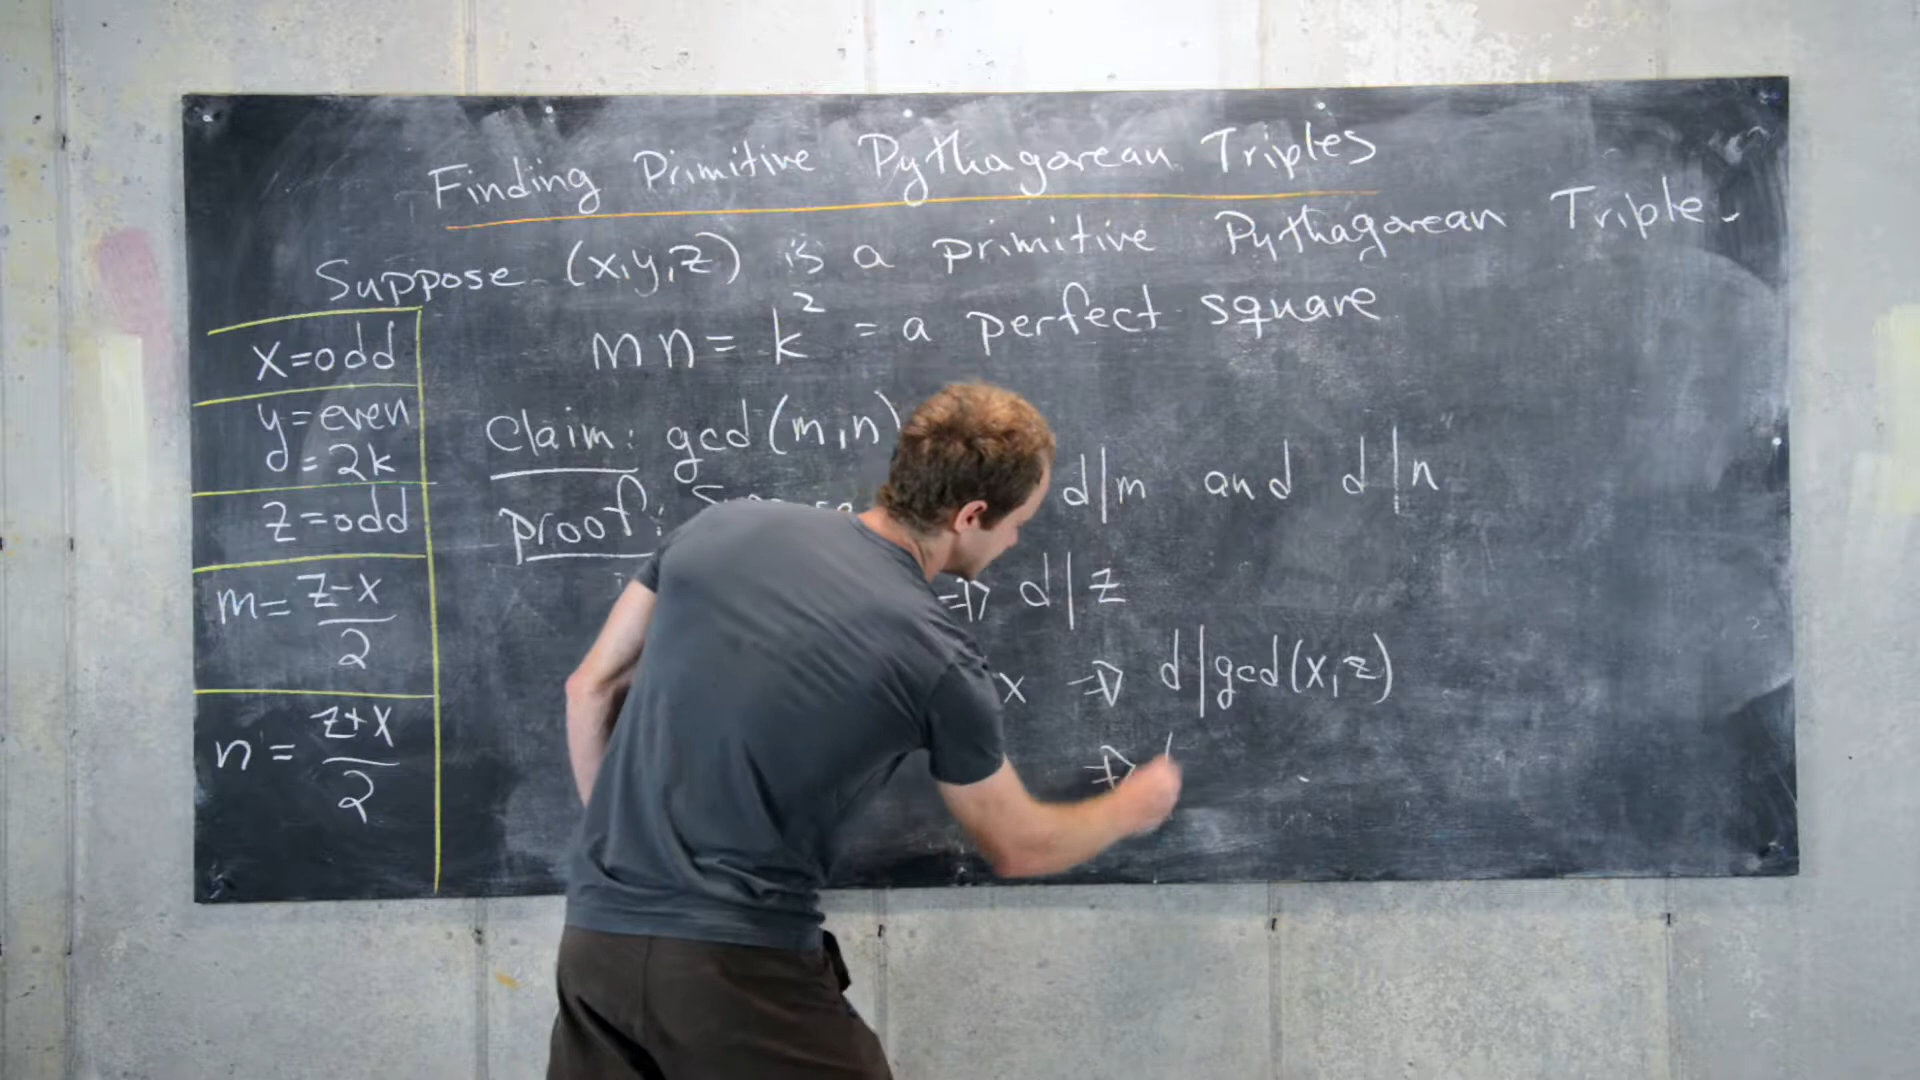 Finding Primitive Pythagorean Triples
Suppose (x,y,z) is a primitive Pythagorean Triple.
mn = k² = a perfect square
x=odd
y=even
=2k
z=odd
m= z-x / 2
n = z+x / 2
Claim: gcd(m,n)
Proof: d|m and d|n
⇒ d|z
x ⇒ d|gcd(x,z)
⇒